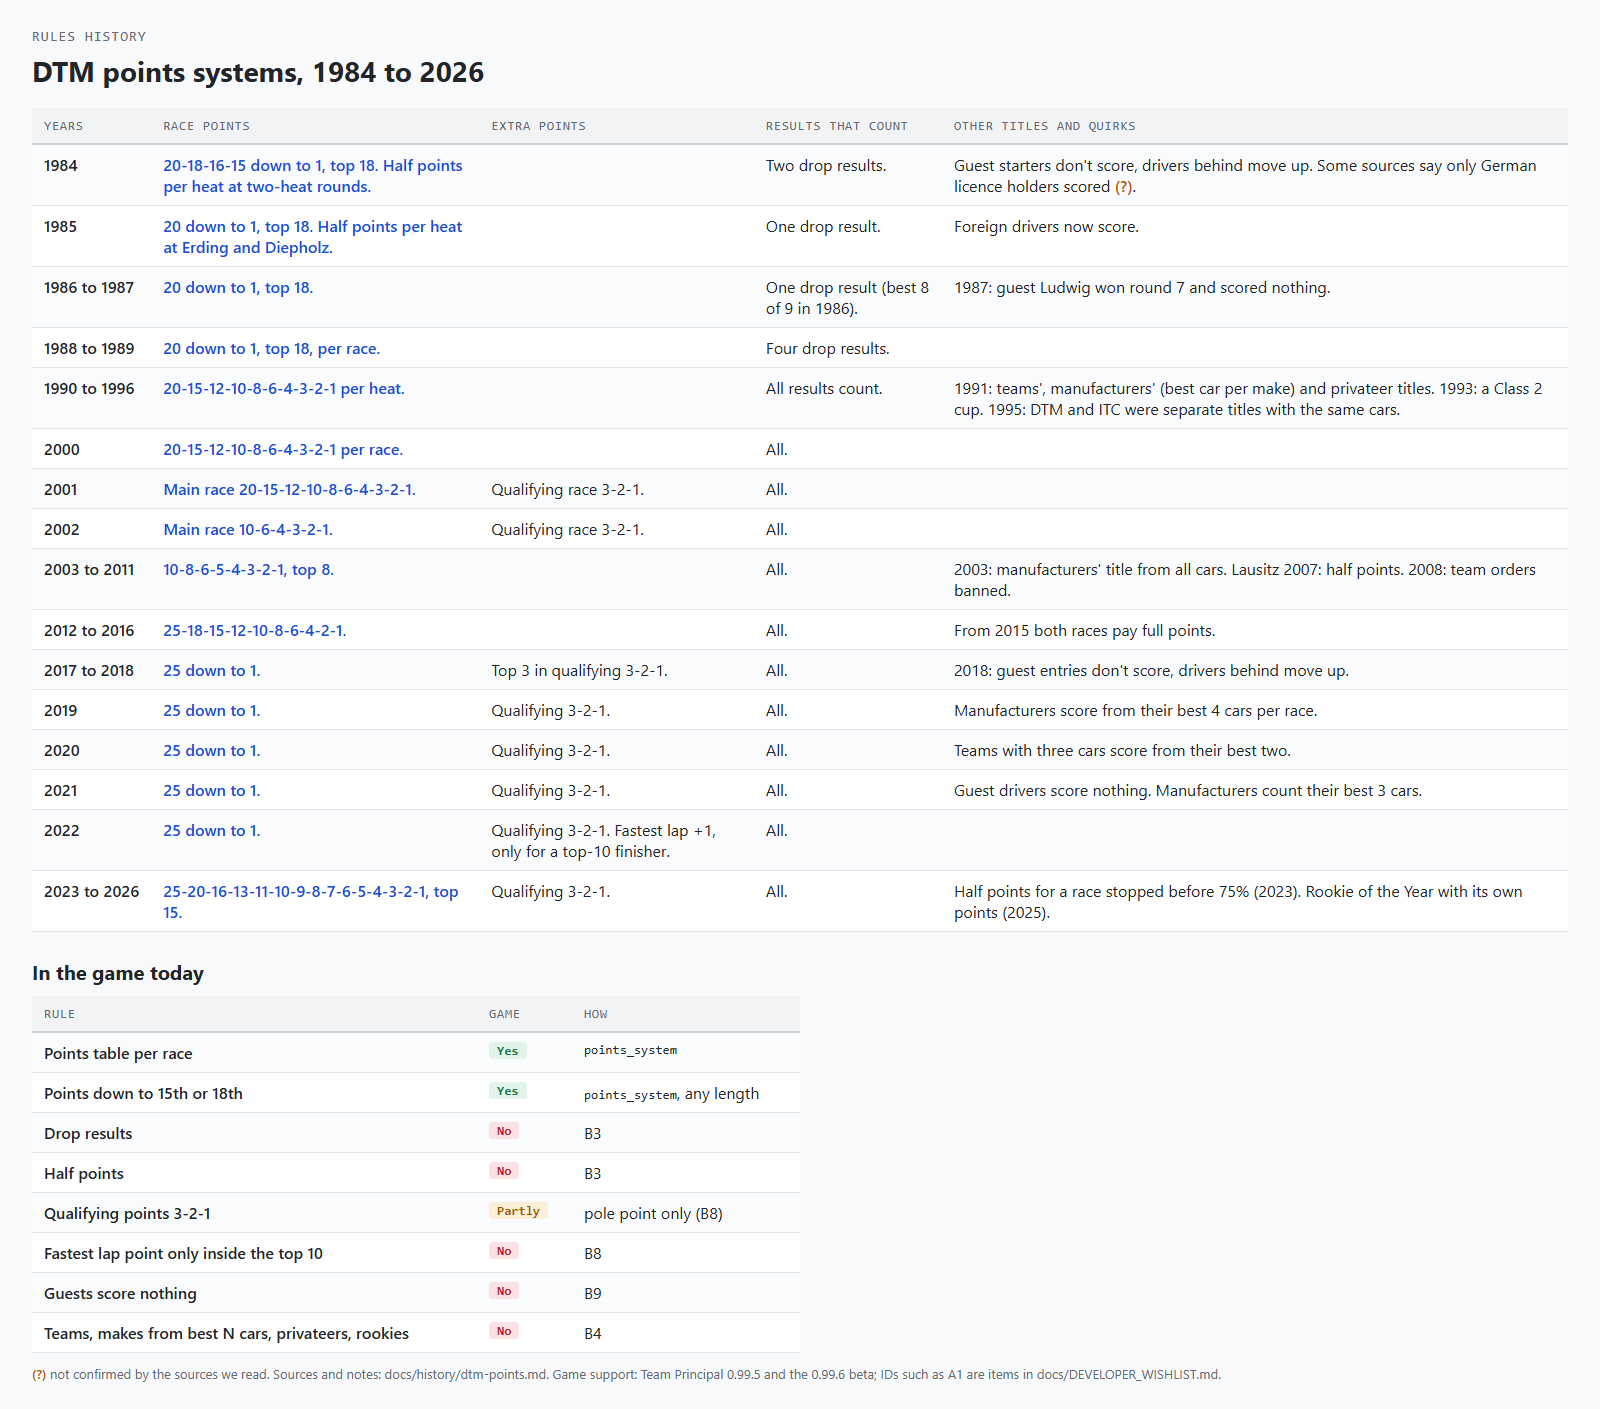 RULES HISTORY
DTM points systems, 1984 to 2026
YEARS RACE POINTS EXTRA POINTS RESULTS THAT COUNT OTHER TITLES AND QUIRKS
1984 20-18-16-15 down to 1, top 18. Half points Two drop results. Guest starters don't score, drivers behind move up. Some sources say only German
per heat at two-heat rounds. licence holders scored (?).
1985 20 down to 1, top 18. Half points per heat One drop result. Foreign drivers now score.
at Erding and Diepholz.
1986 to 1987 20 down to 1, top 18. One drop result (best 8 1987: guest Ludwig won round 7 and scored nothing.
of 9 in 1986).
1988 to 1989 20 down to 1, top 18, per race. Four drop results.
1990 to 1996 20-15-12-10-8-6-4-3-2-1 per heat. All results count. 1991: teams', manufacturers' (best car per make) and privateer titles. 1993: a Class 2
cup. 1995: DTM and ITC were separate titles with the same cars.
2000 20-15-12-10-8-6-4-3-2-1 per race. All.
2001 Main race 20-15-12-10-8-6-4-3-2-1. Qualifying race 3-2-1. All.
2002 Main race 10-6-4-3-2-1. Qualifying race 3-2-1. All.
2003 to 2011 10-8-6-5-4-3-2-1, top 8. All. 2003: manufacturers' title from all cars. Lausitz 2007: half points. 2008: team orders
banned.
2012 to 2016 25-18-15-12-10-8-6-4-2-1. All. From 2015 both races pay full points.
2017 to 2018 25 down to 1. Top 3 in qualifying 3-2-1. All. 2018: guest entries don't score, drivers behind move up.
2019 25 down to 1. Qualifying 3-2-1. All. Manufacturers score from their best 4 cars per race.
2020 25 down to 1. Qualifying 3-2-1. All. Teams with three cars score from their best two.
2021 25 down to 1. Qualifying 3-2-1. All. Guest drivers score nothing. Manufacturers count their best 3 cars.
2022 25 down to 1. Qualifying 3-2-1. Fastest lap +1, All.
only for a top-10 finisher.
2023 to 2026 25-20-16-13-11-10-9-8-7-6-5-4-3-2-1, top Qualifying 3-2-1. All. Half points for a race stopped before 75% (2023). Rookie of the Year with its own
15. points (2025).
In the game today
RULE GAME HOW
Points table per race Yes points_system
Points down to 15th or 18th Yes points_system, any length
Drop results No B3
Half points No B3
Qualifying points 3-2-1 Partly pole point only (B8)
Fastest lap point only inside the top 10 No B8
Guests score nothing No B9
Teams, makes from best N cars, privateers, rookies No B4
(?) not confirmed by the sources we read. Sources and notes: docs/history/dtm-points.md. Game support: Team Principal 0.99.5 and the 0.99.6 beta; IDs such as A1 are items in docs/DEVELOPER_WISHLIST.md.